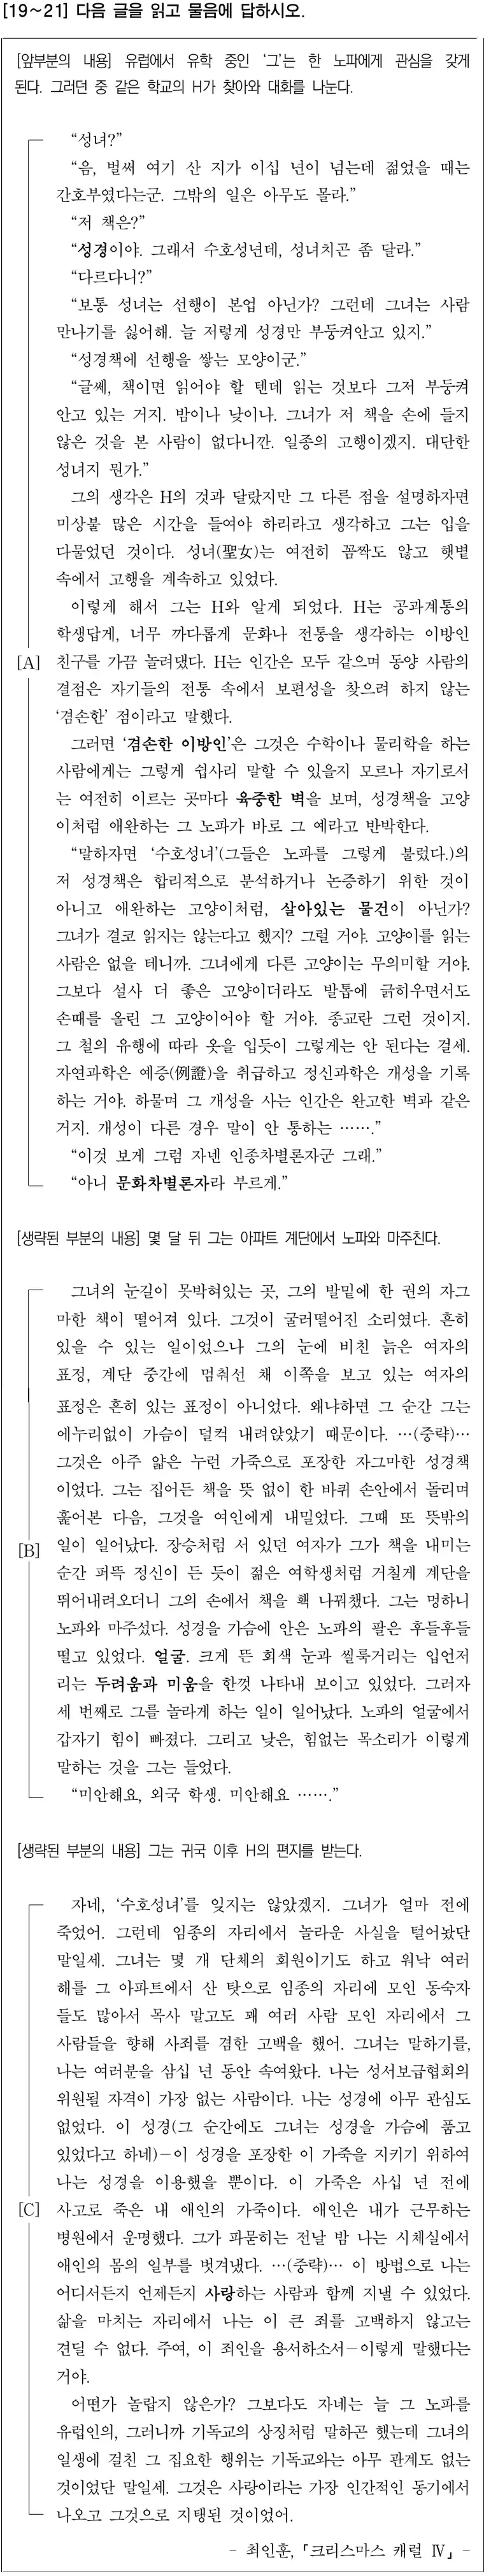 [19~21] 다음 글을 읽고 물음에 답하시오.
[앞부분의 내용] 유럽에서 유학 중인 ‘그’는 한 노파에게 관심을 갖게
된다. 그러던 중 같은 학교의 H가 찾아와 대화를 나눈다.
“성녀?”
“음, 벌써 여기 산 지가 이십 년이 넘는데 젊었을 때는
간호부였다는군. 그밖의 일은 아무도 몰라.”
“저 책은?”
“성경이야. 그래서 수호성년데, 성녀치곤 좀 달라.”
“다르다니?”
“보통 성녀는 선행이 본업 아닌가? 그런데 그녀는 사람
만나기를 싫어해. 늘 저렇게 성경만 부둥켜안고 있지.”
“성경책에 선행을 쌓는 모양이군.”
“글쎄, 책이면 읽어야 할 텐데 읽는 것보다 그저 부둥켜
안고 있는 거지. 밤이나 낮이나. 그녀가 저 책을 손에 들지
않은 것을 본 사람이 없다니깐. 일종의 고행이겠지. 대단한
성녀지 뭔가.”
그의 생각은 H의 것과 달랐지만 그 다른 점을 설명하자면
미상불 많은 시간을 들여야 하리라고 생각하고 그는 입을
다물었던 것이다. 성녀(聖女)는 여전히 꼼짝도 않고 햇볕
속에서 고행을 계속하고 있었다.
이렇게 해서 그는 H와 알게 되었다. H는 공과계통의
학생답게, 너무 까다롭게 문화나 전통을 생각하는 이방인
[A] 친구를 가끔 놀려댔다. H는 인간은 모두 같으며 동양 사람의
결점은 자기들의 전통 속에서 보편성을 찾으려 하지 않는
‘겸손한’ 점이라고 말했다.
그러면 ‘겸손한 이방인’은 그것은 수학이나 물리학을 하는
사람에게는 그렇게 쉽사리 말할 수 있을지 모르나 자기로서
는 여전히 이르는 곳마다 육중한 벽을 보며, 성경책을 고양
이처럼 애완하는 그 노파가 바로 그 예라고 반박한다.
“말하자면 ‘수호성녀’(그들은 노파를 그렇게 불렀다.)의
저 성경책은 합리적으로 분석하거나 논증하기 위한 것이
아니고 애완하는 고양이처럼, 살아있는 물건이 아닌가?
그녀가 결코 읽지는 않는다고 했지? 그럴 거야. 고양이를 읽는
사람은 없을 테니까. 그녀에게 다른 고양이는 무의미할 거야.
그보다 설사 더 좋은 고양이더라도 발톱에 긁히우면서도
손때를 올린 그 고양이어야 할 거야. 종교란 그런 것이지.
그 철의 유행에 따라 옷을 입듯이 그렇게는 안 된다는 걸세.
자연과학은 예증(例證)을 취급하고 정신과학은 개성을 기록
하는 거야. 하물며 그 개성을 사는 인간은 완고한 벽과 같은
거지. 개성이 다른 경우 말이 안 통하는 …….”
“이것 보게 그럼 자넨 인종차별론자군 그래.”
“아니 문화차별론자라 부르게.”
[생략된 부분의 내용] 몇 달 뒤 그는 아파트 계단에서 노파와 마주친다.
그녀의 눈길이 못박혀있는 곳, 그의 발밑에 한 권의 자그
마한 책이 떨어져 있다. 그것이 굴러떨어진 소리였다. 흔히
있을 수 있는 일이었으나 그의 눈에 비친 늙은 여자의
표정, 계단 중간에 멈춰선 채 이쪽을 보고 있는 여자의
표정은 흔히 있는 표정이 아니었다. 왜냐하면 그 순간 그는
에누리없이 가슴이 덜컥 내려앉았기 때문이다. …(중략)…
그것은 아주 얇은 누런 가죽으로 포장한 자그마한 성경책
이었다. 그는 집어든 책을 뜻 없이 한 바퀴 손안에서 돌리며
훑어본 다음, 그것을 여인에게 내밀었다. 그때 또 뜻밖의
[B] 일이 일어났다. 장승처럼 서 있던 여자가 그가 책을 내미는
순간 퍼뜩 정신이 든 듯이 젊은 여학생처럼 거칠게 계단을
뛰어내려오더니 그의 손에서 책을 홱 나꿔챘다. 그는 멍하니
노파와 마주섰다. 성경을 가슴에 안은 노파의 팔은 후들후들
떨고 있었다. 얼굴. 크게 뜬 회색 눈과 씰룩거리는 입언저
리는 두려움과 미움을 한껏 나타내 보이고 있었다. 그러자
세 번째로 그를 놀라게 하는 일이 일어났다. 노파의 얼굴에서
갑자기 힘이 빠졌다. 그리고 낮은, 힘없는 목소리가 이렇게
말하는 것을 그는 들었다.
“미안해요, 외국 학생. 미안해요 …….”
[생략된 부분의 내용] 그는 귀국 이후 H의 편지를 받는다.
자네, ‘수호성녀’를 잊지는 않았겠지. 그녀가 얼마 전에
죽었어. 그런데 임종의 자리에서 놀라운 사실을 털어놨단
말일세. 그녀는 몇 개 단체의 회원이기도 하고 워낙 여러
해를 그 아파트에서 산 탓으로 임종의 자리에 모인 동숙자
들도 많아서 목사 말고도 꽤 여러 사람 모인 자리에서 그
사람들을 향해 사죄를 겸한 고백을 했어. 그녀는 말하기를,
나는 여러분을 삼십 년 동안 속여왔다. 나는 성서보급협회의
위원될 자격이 가장 없는 사람이다. 나는 성경에 아무 관심도
없었다. 이 성경(그 순간에도 그녀는 성경을 가슴에 품고
있었다고 하네)－이 성경을 포장한 이 가죽을 지키기 위하여
나는 성경을 이용했을 뿐이다. 이 가죽은 사십 년 전에
[C] 사고로 죽은 내 애인의 가죽이다. 애인은 내가 근무하는
병원에서 운명했다. 그가 파묻히는 전날 밤 나는 시체실에서
애인의 몸의 일부를 벗겨냈다. …(중략)… 이 방법으로 나는
어디서든지 언제든지 사랑하는 사람과 함께 지낼 수 있었다.
삶을 마치는 자리에서 나는 이 큰 죄를 고백하지 않고는
견딜 수 없다. 주여, 이 죄인을 용서하소서－이렇게 말했다는
거야.
어떤가 놀랍지 않은가? 그보다도 자네는 늘 그 노파를
유럽인의, 그러니까 기독교의 상징처럼 말하곤 했는데 그녀의
일생에 걸친 그 집요한 행위는 기독교와는 아무 관계도 없는
것이었단 말일세. 그것은 사랑이라는 가장 인간적인 동기에서
나오고 그것으로 지탱된 것이었어.
- 최인훈, 「크리스마스 캐럴 Ⅳ」 -